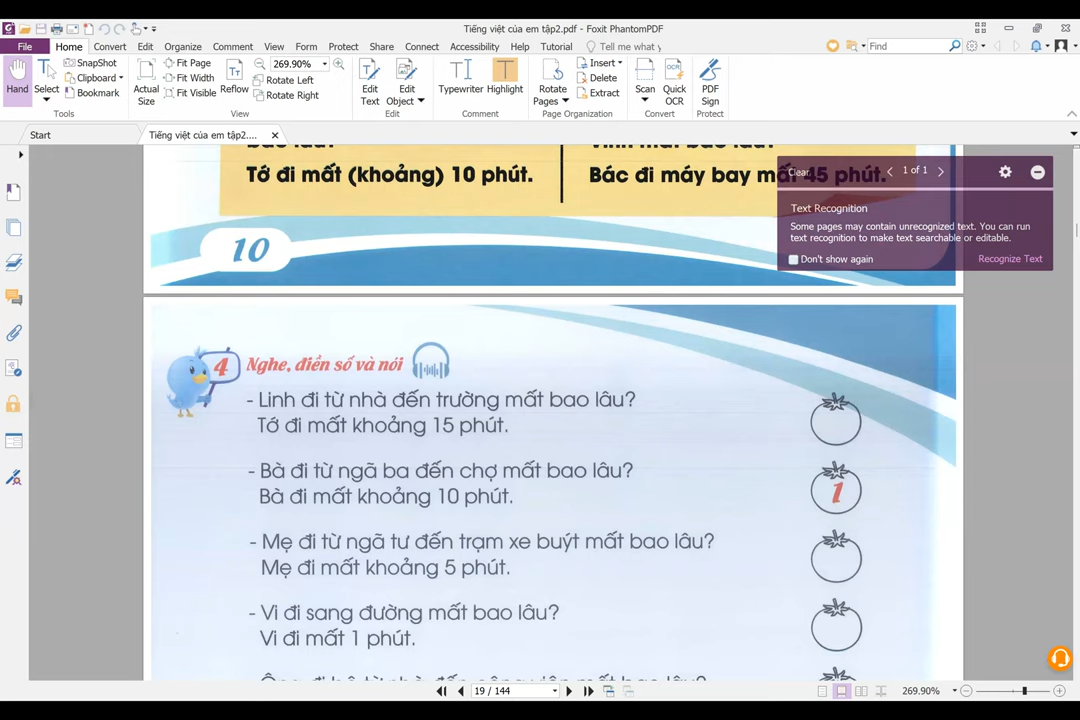 Tiếng việt của em tập2.pdf - Foxit PhantomPDF
File Home Convert Edit Organize Comment View Form Protect Share Connect Accessibility Help Tutorial Tell me what y Find
Hand Select SnapShot Clipboard Bookmark Actual Size Fit Page Fit Width Fit Visible Reflow 269.90% Rotate Left Rotate Right Edit Text Edit Object Typewriter Highlight Rotate Pages Insert Delete Extract Scan Quick OCR PDF Sign
Tools View Edit Comment Page Organization Convert Protect
Start Tiếng việt của em tập2....
Tớ đi mất (khoảng) 10 phút. Bác đi máy bay mất 45 phút.
Clear 1 of 1
Text Recognition
Some pages may contain unrecognized text. You can run
text recognition to make text searchable or editable.
Don't show again Recognize Text
10
4 Nghe, điền số và nói
- Linh đi từ nhà đến trường mất bao lâu?
Tớ đi mất khoảng 15 phút.
- Bà đi từ ngã ba đến chợ mất bao lâu?
Bà đi mất khoảng 10 phút.
1
- Mẹ đi từ ngã tư đến trạm xe buýt mất bao lâu?
Mẹ đi mất khoảng 5 phút.
- Vi đi sang đường mất bao lâu?
Vi đi mất 1 phút.
19 / 144 269.90%